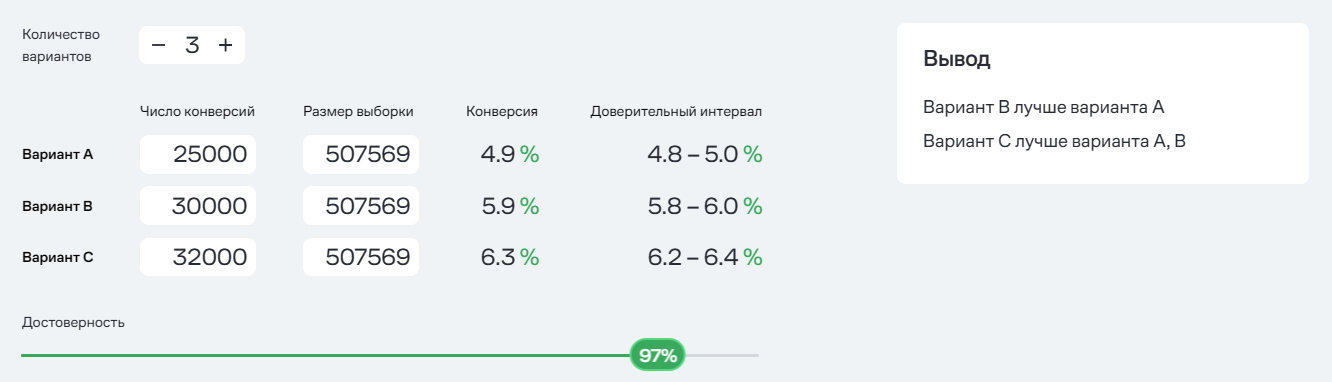 Количество
вариантов
− 3 +
Число конверсий Размер выборки Конверсия Доверительный интервал
Вариант A 25000 507569 4.9 % 4.8 – 5.0 %
Вариант B 30000 507569 5.9 % 5.8 – 6.0 %
Вариант C 32000 507569 6.3 % 6.2 – 6.4 %
Достоверность
97%
Вывод
Вариант B лучше варианта A
Вариант C лучше варианта A, B